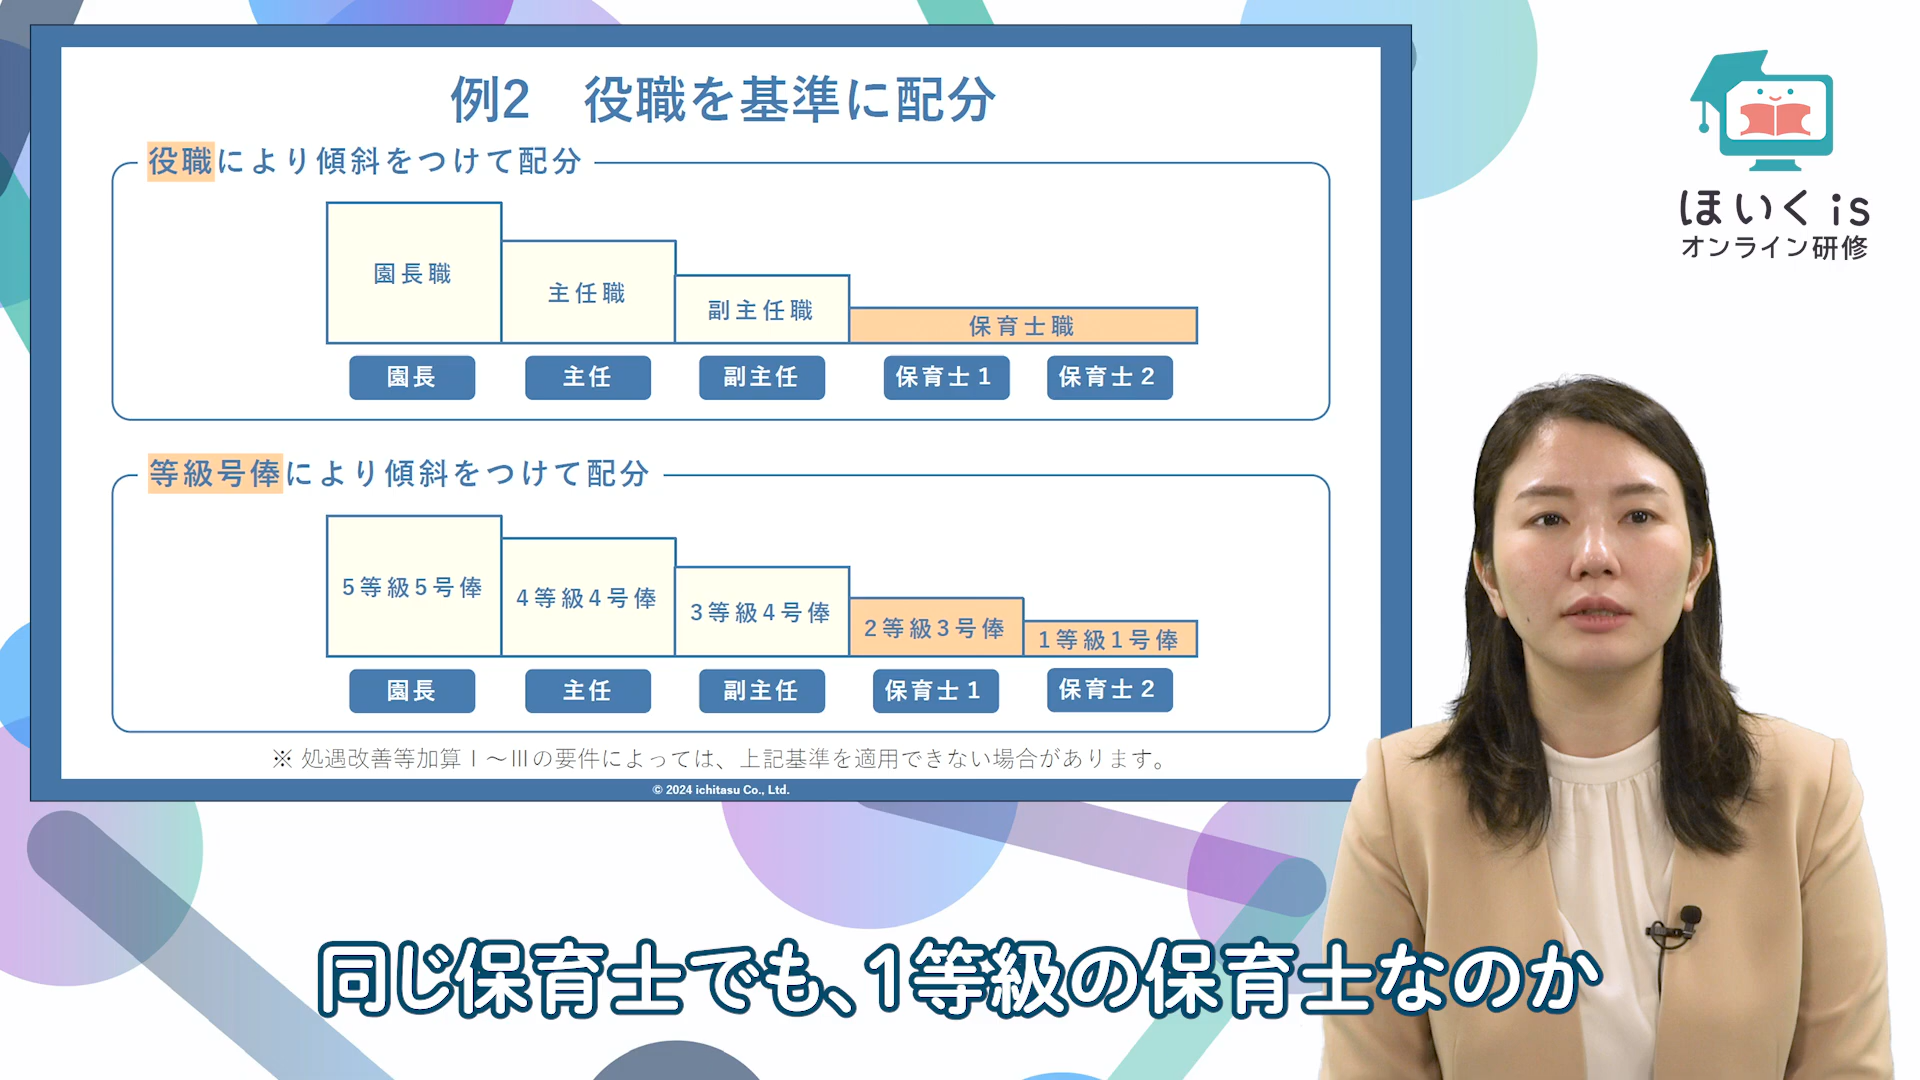 例2　役職を基準に配分
役職により傾斜をつけて配分
園長職
主任職
副主任職
保育士職
園長
主任
副主任
保育士1
保育士2
等級号俸により傾斜をつけて配分
5等級5号俸
4等級4号俸
3等級4号俸
2等級3号俸
1等級1号俸
園長
主任
副主任
保育士1
保育士2
※ 処遇改善等加算Ⅰ～Ⅲの要件によっては、上記基準を適用できない場合があります。
© 2024 ichitasu Co., Ltd.
ほいくis
オンライン研修
同じ保育士でも、1等級の保育士なのか